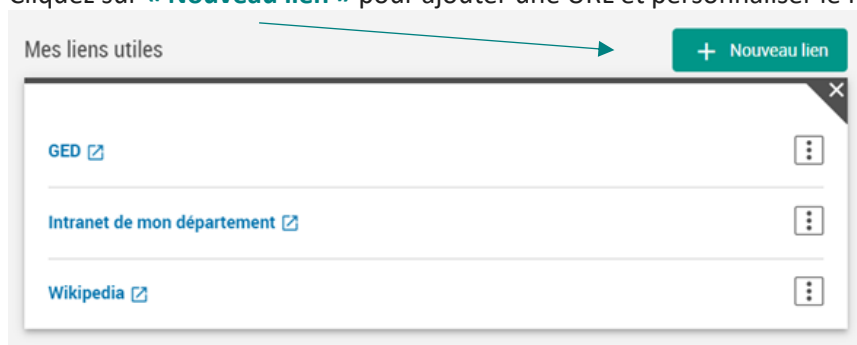 Cliquez sur « Nouveau lien » pour ajouter une URL et personnaliser le
Mes liens utiles
+ Nouveau lien
GED
Intranet de mon département
Wikipedia